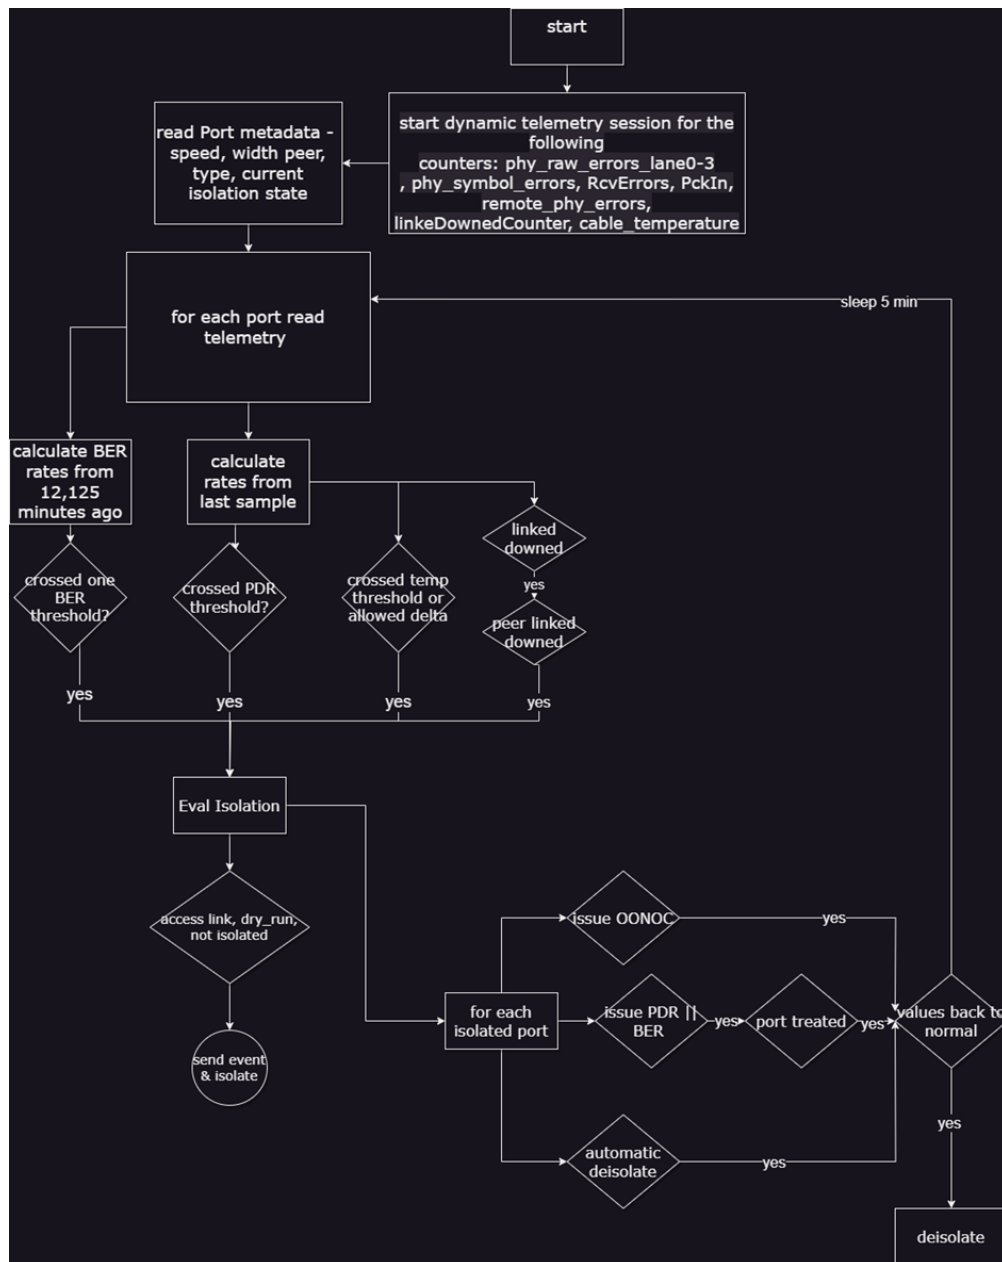 start
start dynamic telemetry session for the
following
counters: phy_raw_errors_lane0-3
, phy_symbol_errors, RcvErrors, PckIn,
remote_phy_errors,
linkeDownedCounter, cable_temperature
read Port metadata -
speed, width peer,
type, current
isolation state
for each port read
telemetry
sleep 5 min
calculate BER
rates from
12,125
minutes ago
calculate
rates from
last sample
linked
downed
yes
peer linked
downed
crossed one
BER
threshold?
crossed PDR
threshold?
crossed temp
threshold or
allowed delta
yes
yes
yes
yes
Eval Isolation
access link, dry_run,
not isolated
send event
& isolate
for each
isolated port
issue OONOC
yes
issue PDR ||
BER
yes
port treated
yes
values back to
normal
automatic
deisolate
yes
yes
deisolate